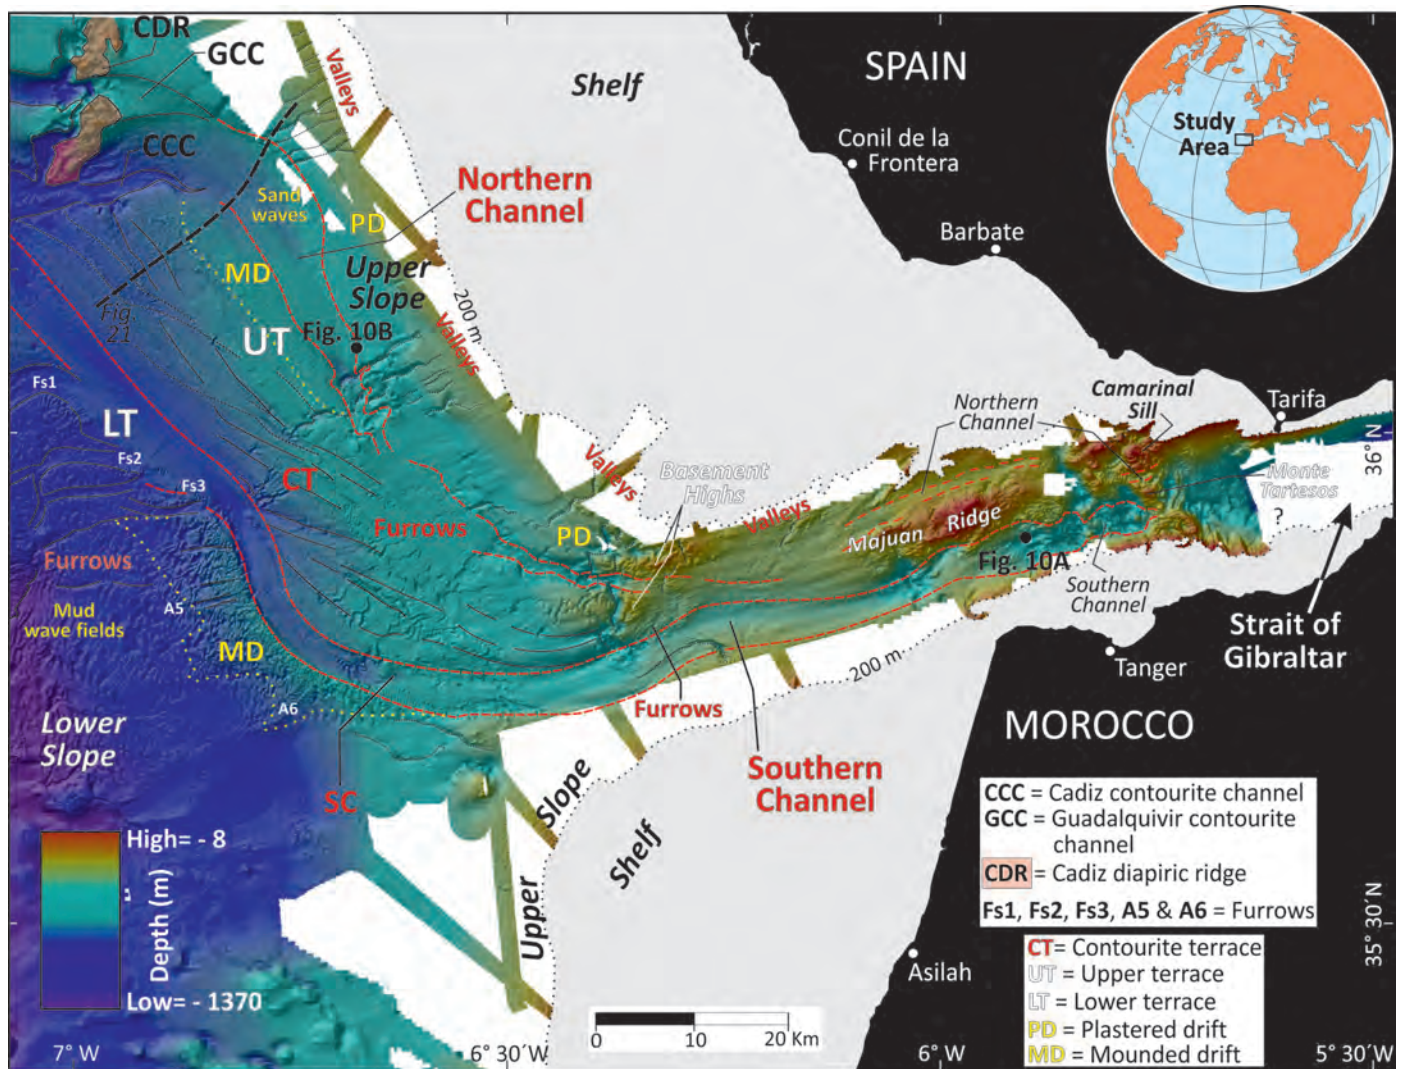 CDR
GCC
CCC
Valleys
Shelf
SPAIN
Conil de la
Frontera
Barbate
Study
Area
Northern
Channel
Sand
waves
PD
MD
Upper
Slope
200 m
Fig.
21
UT
Fig. 10B
Valleys
Fs1
LT
Fs2
Fs3
CT
Furrows
Valleys
Basement
Highs
PD
Valleys
Northern
Channel
Camarinal
Sill
Tarifa
36° N
Monte
Tartesos
?
Majuan Ridge
Fig. 10A
Southern
Channel
Strait of
Gibraltar
Tanger
Furrows
Mud
wave fields
A5
MD
A6
Lower
Slope
SC
Furrows
200 m
Southern
Channel
Upper
Slope
Shelf
MOROCCO
Asilah
35° 30'N
High= - 8
Depth (m)
Low= - 1370
CCC = Cadiz contourite channel
GCC = Guadalquivir contourite
channel
CDR = Cadiz diapiric ridge
Fs1, Fs2, Fs3, A5 & A6 = Furrows
CT= Contourite terrace
UT = Upper terrace
LT = Lower terrace
PD = Plastered drift
MD = Mounded drift
0 10 20 Km
7° W
6° 30'W
6° W
5° 30'W